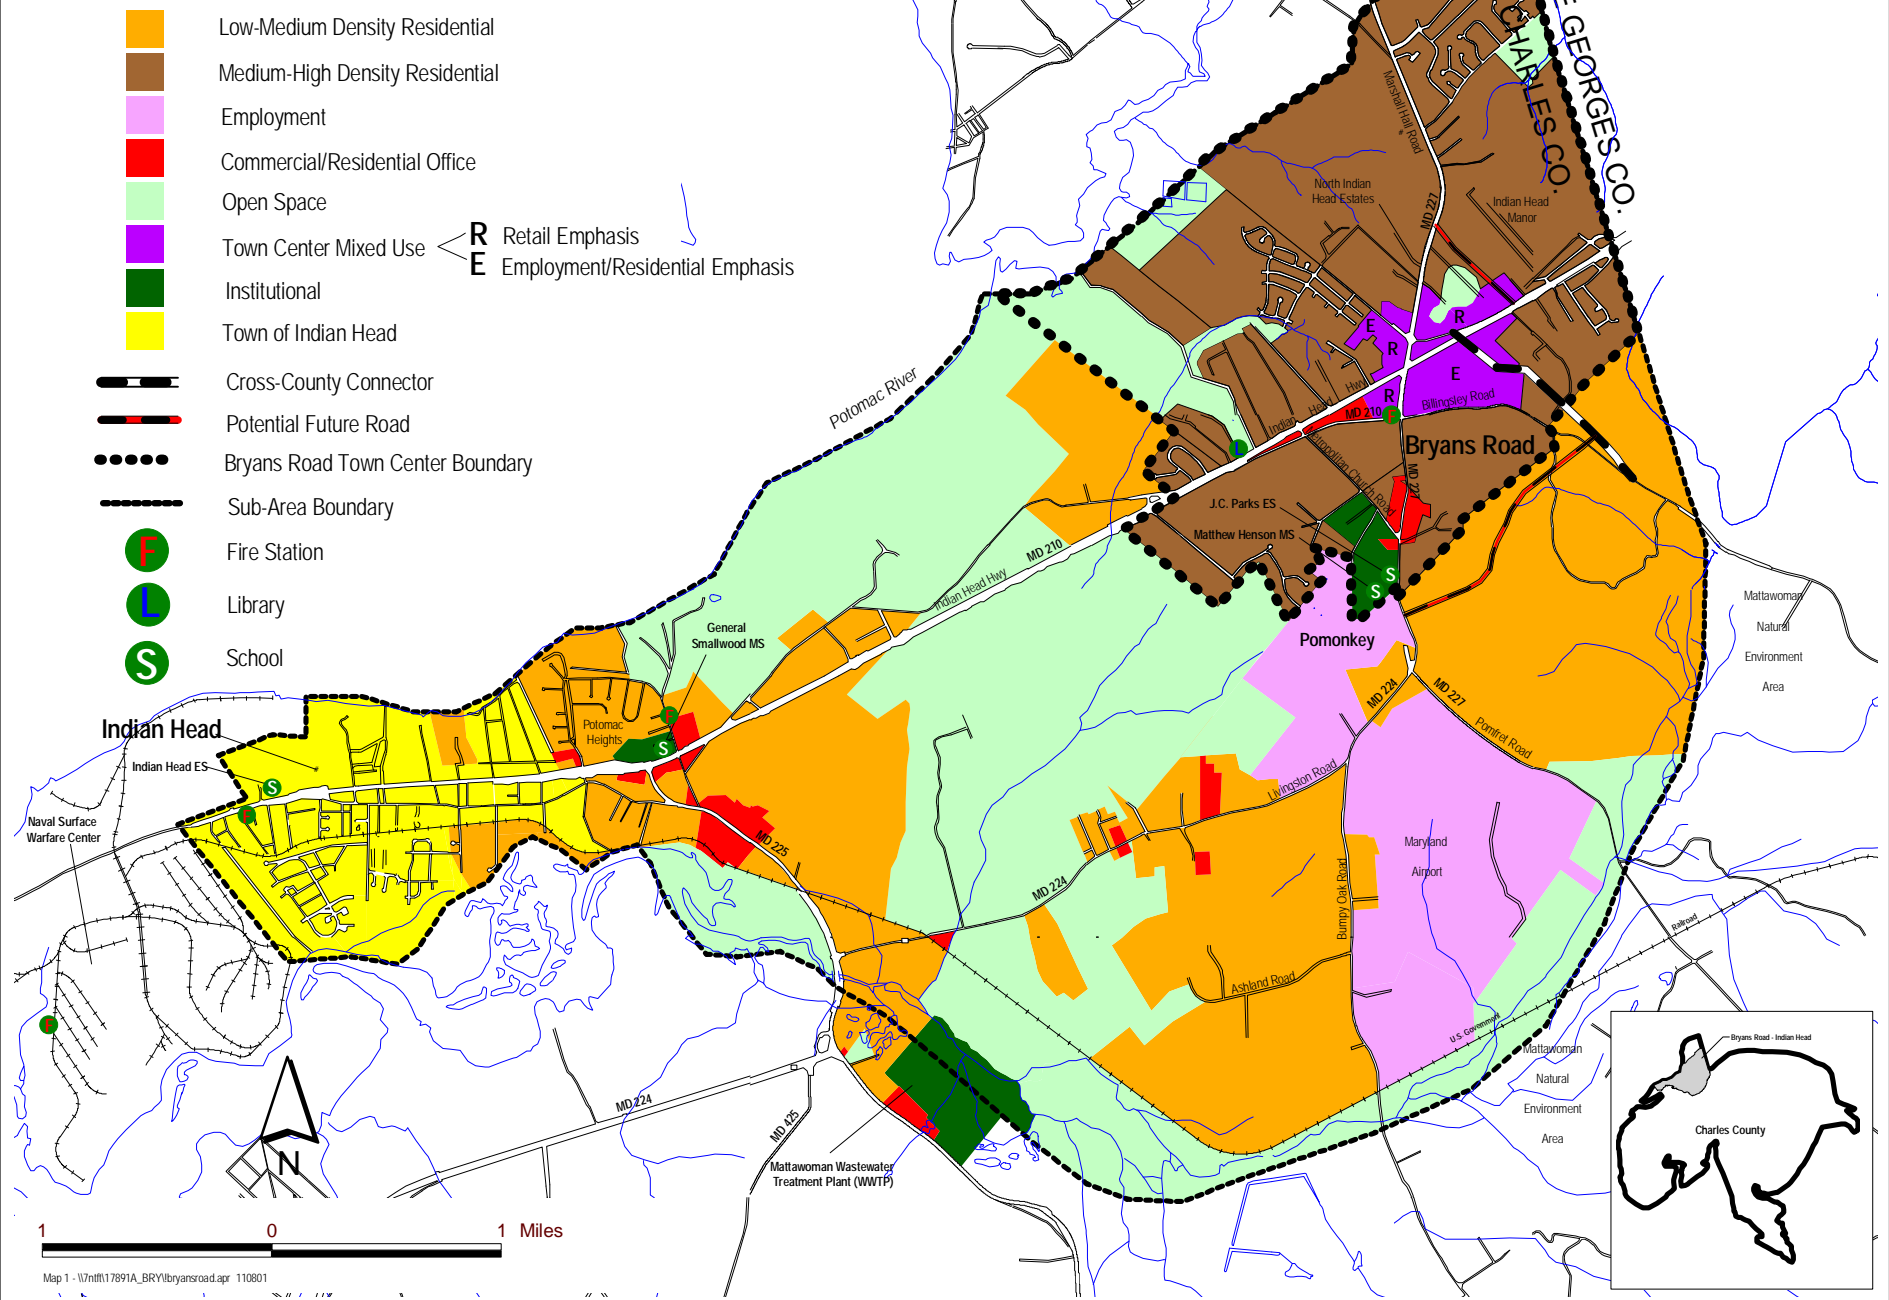 Low-Medium Density Residential
Medium-High Density Residential
Employment
Commercial/Residential Office
Open Space
Town Center Mixed Use
R Retail Emphasis
E Employment/Residential Emphasis
Institutional
Town of Indian Head
Cross-County Connector
Potential Future Road
Bryans Road Town Center Boundary
Sub-Area Boundary
F Fire Station
L Library
S School
GEORGES CO.
CHARLES CO.
Marshall Hall Road
MD 227
North Indian
Head Estates
Indian Head
Manor
Potomac River
E
R
R
E
R
Indian Head Hwy
MD 210
F
Billingsley Road
L
Bryans Road
Metropolitan Church Road
MD 227
J.C. Parks ES
Matthew Henson MS
S
S
Pomonkey
MD 210
Indian Head Hwy
General
Smallwood MS
Mattawoman
Natural
Environment
Area
MD 224
MD 227
Pomfret Road
Indian Head
Indian Head ES
S
F
Potomac
Heights
F
S
Naval Surface
Warfare Center
MD 225
Livingston Road
Maryland
Airport
MD 224
Bumpy Oak Road
Ashland Road
Railroad
U.S. Government
F
Mattawoman
Natural
Environment
Area
N
MD 224
MD 425
Mattawoman Wastewater
Treatment Plant (WWTP)
Bryans Road - Indian Head
Charles County
1 0 1 Miles
Map 1 - \\7ntft\17891A_BRY\!bryansroad.apr 110801